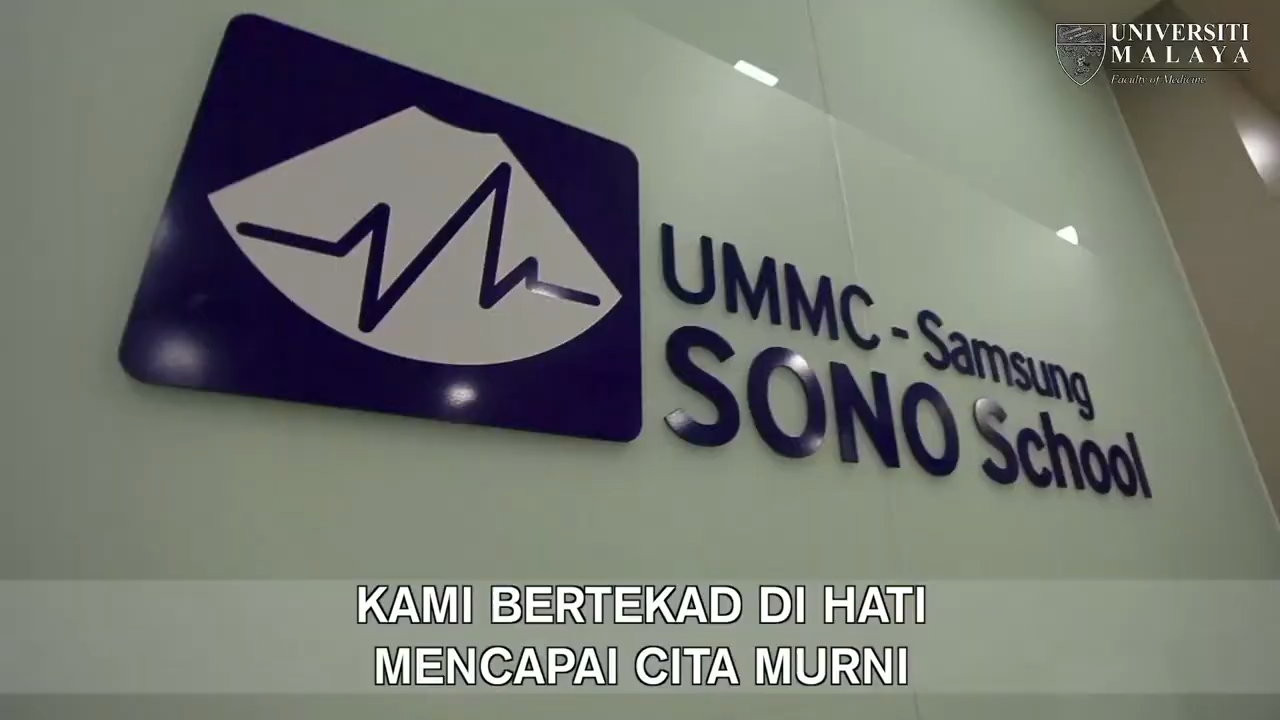 UNIVERSITI
MALAYA
Faculty of Medicine
UMMC - Samsung
SONO School
KAMI BERTEKAD DI HATI
MENCAPAI CITA MURNI